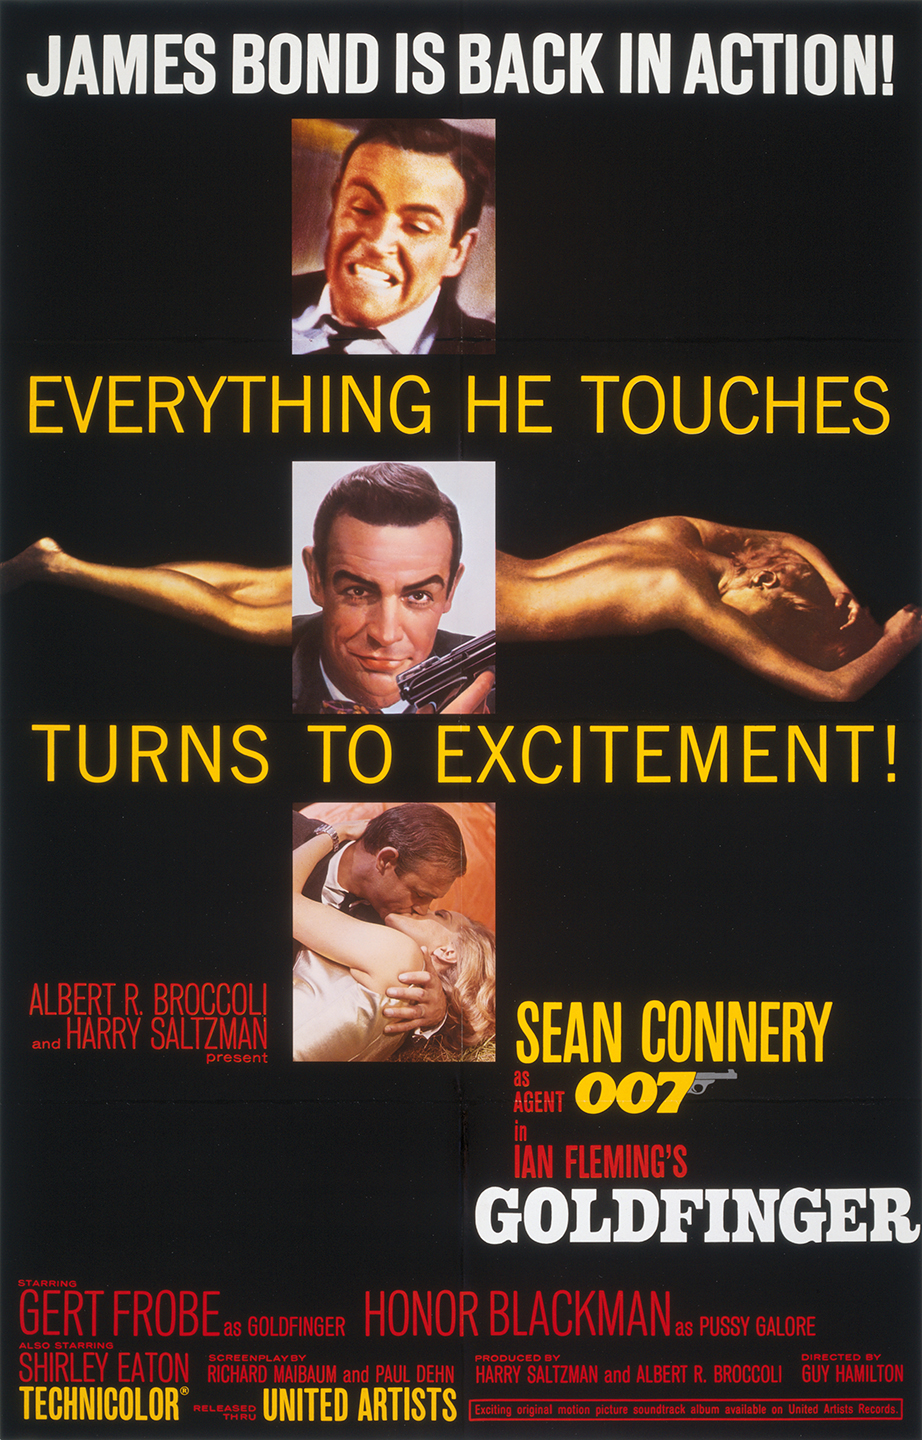 JAMES BOND IS BACK IN ACTION!
EVERYTHING HE TOUCHES
TURNS TO EXCITEMENT!
ALBERT R. BROCCOLI
and HARRY SALTZMAN
present
SEAN CONNERY
as
AGENT 007
in
IAN FLEMING'S
GOLDFINGER
STARRING
GERT FROBE as GOLDFINGER HONOR BLACKMAN as PUSSY GALORE
ALSO STARRING
SHIRLEY EATON
SCREENPLAY BY
RICHARD MAIBAUM and PAUL DEHN
PRODUCED BY
HARRY SALTZMAN and ALBERT R. BROCCOLI
DIRECTED BY
GUY HAMILTON
TECHNICOLOR®
RELEASED
THRU
UNITED ARTISTS
Exciting original motion picture soundtrack album available on United Artists Records.